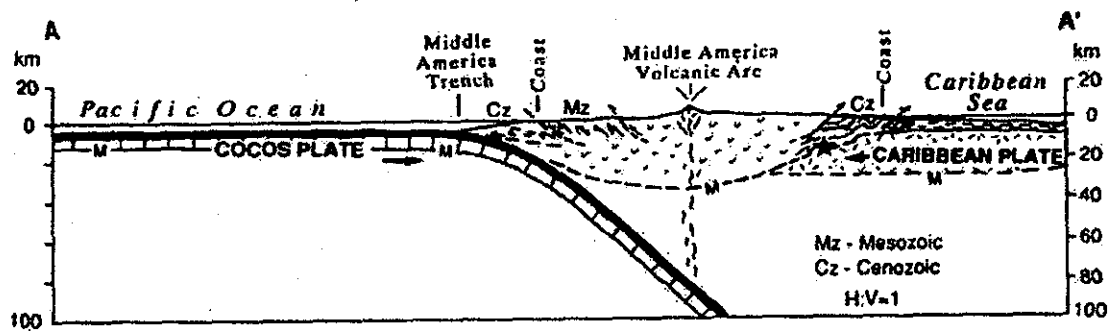 A
A'
km
km
Middle
America
Trench
Coast
Middle America
Volcanic Arc
Coast
Caribbean
Sea
20
20
Pacific Ocean
Cz
Mz
Cz
0
0
M
COCOS PLATE
M
CARIBBEAN PLATE
20
M
M
40
60
Mz - Mesozoic
Cz - Cenozoic
80
H:V=1
100
100